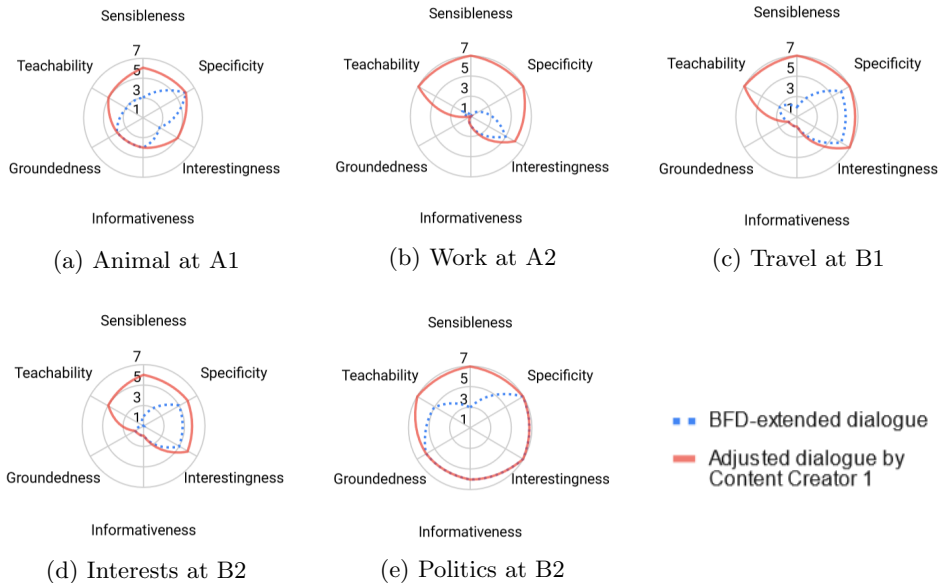 Sensibleness
7
5
3
1
Teachability
Specificity
Groundedness
Interestingness
Informativeness
(a) Animal at A1
Sensibleness
7
5
3
1
Teachability
Specificity
Groundedness
Interestingness
Informativeness
(b) Work at A2
Sensibleness
7
5
3
1
Teachability
Specificity
Groundedness
Interestingness
Informativeness
(c) Travel at B1
Sensibleness
7
5
3
1
Teachability
Specificity
Groundedness
Interestingness
Informativeness
(d) Interests at B2
Sensibleness
7
5
3
1
Teachability
Specificity
Groundedness
Interestingness
Informativeness
(e) Politics at B2
BFD-extended dialogue
Adjusted dialogue by
Content Creator 1